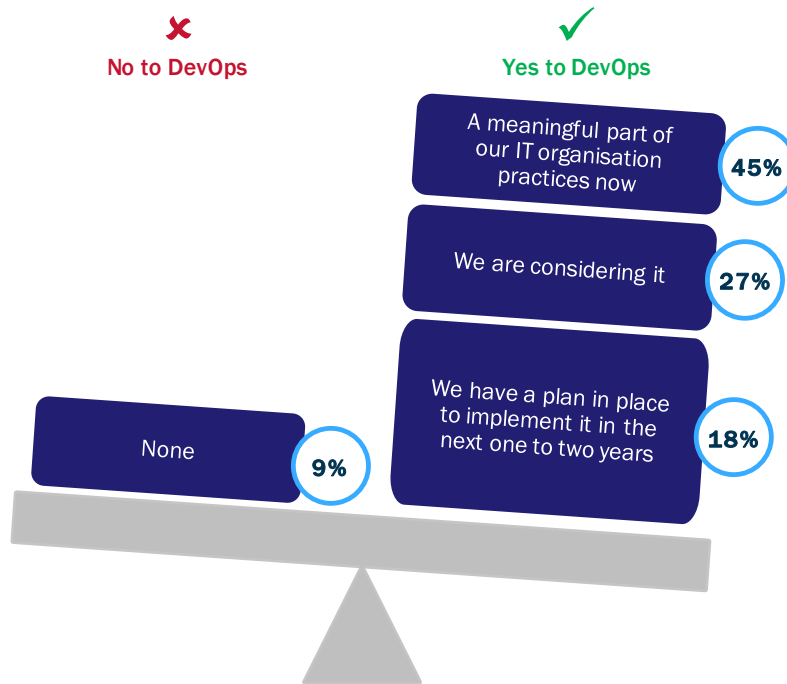 No to DevOps
Yes to DevOps
A meaningful part of
our IT organisation
practices now
45%
We are considering it
27%
We have a plan in place
to implement it in the
next one to two years
18%
None
9%